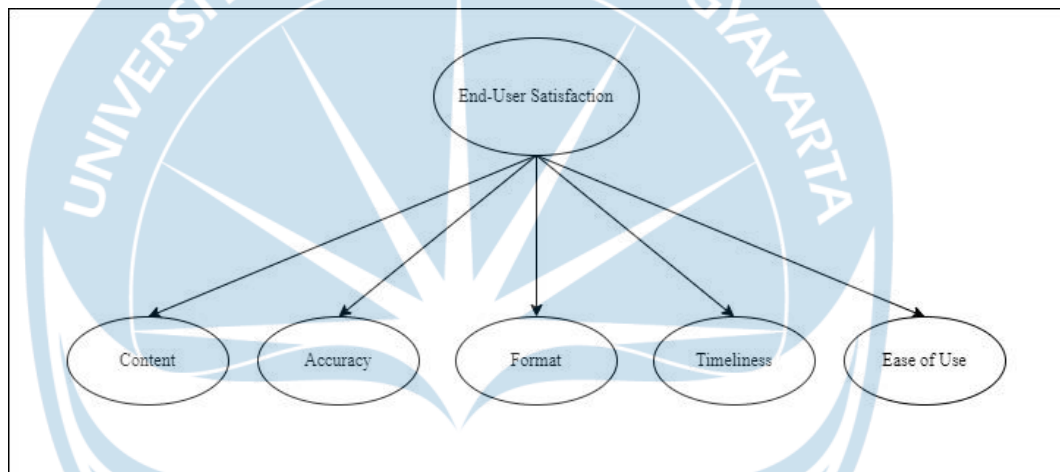 End-User Satisfaction
Content
Accuracy
Format
Timeliness
Ease of Use